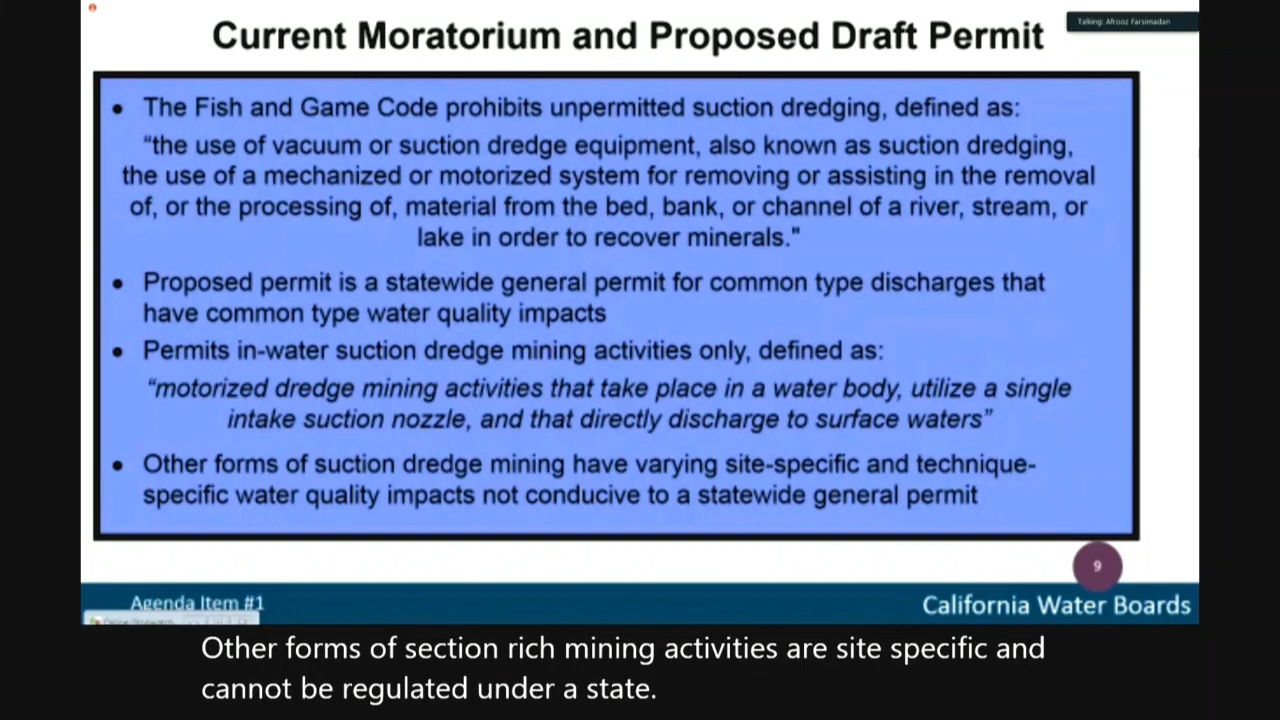 Talking: Afrooz Farsimadan
Current Moratorium and Proposed Draft Permit
• The Fish and Game Code prohibits unpermitted suction dredging, defined as:
“the use of vacuum or suction dredge equipment, also known as suction dredging,
the use of a mechanized or motorized system for removing or assisting in the removal
of, or the processing of, material from the bed, bank, or channel of a river, stream, or
lake in order to recover minerals."
• Proposed permit is a statewide general permit for common type discharges that
have common type water quality impacts
• Permits in-water suction dredge mining activities only, defined as:
“motorized dredge mining activities that take place in a water body, utilize a single
intake suction nozzle, and that directly discharge to surface waters”
• Other forms of suction dredge mining have varying site-specific and technique-
specific water quality impacts not conducive to a statewide general permit
9
Agenda Item #1
California Water Boards
Other forms of section rich mining activities are site specific and
cannot be regulated under a state.